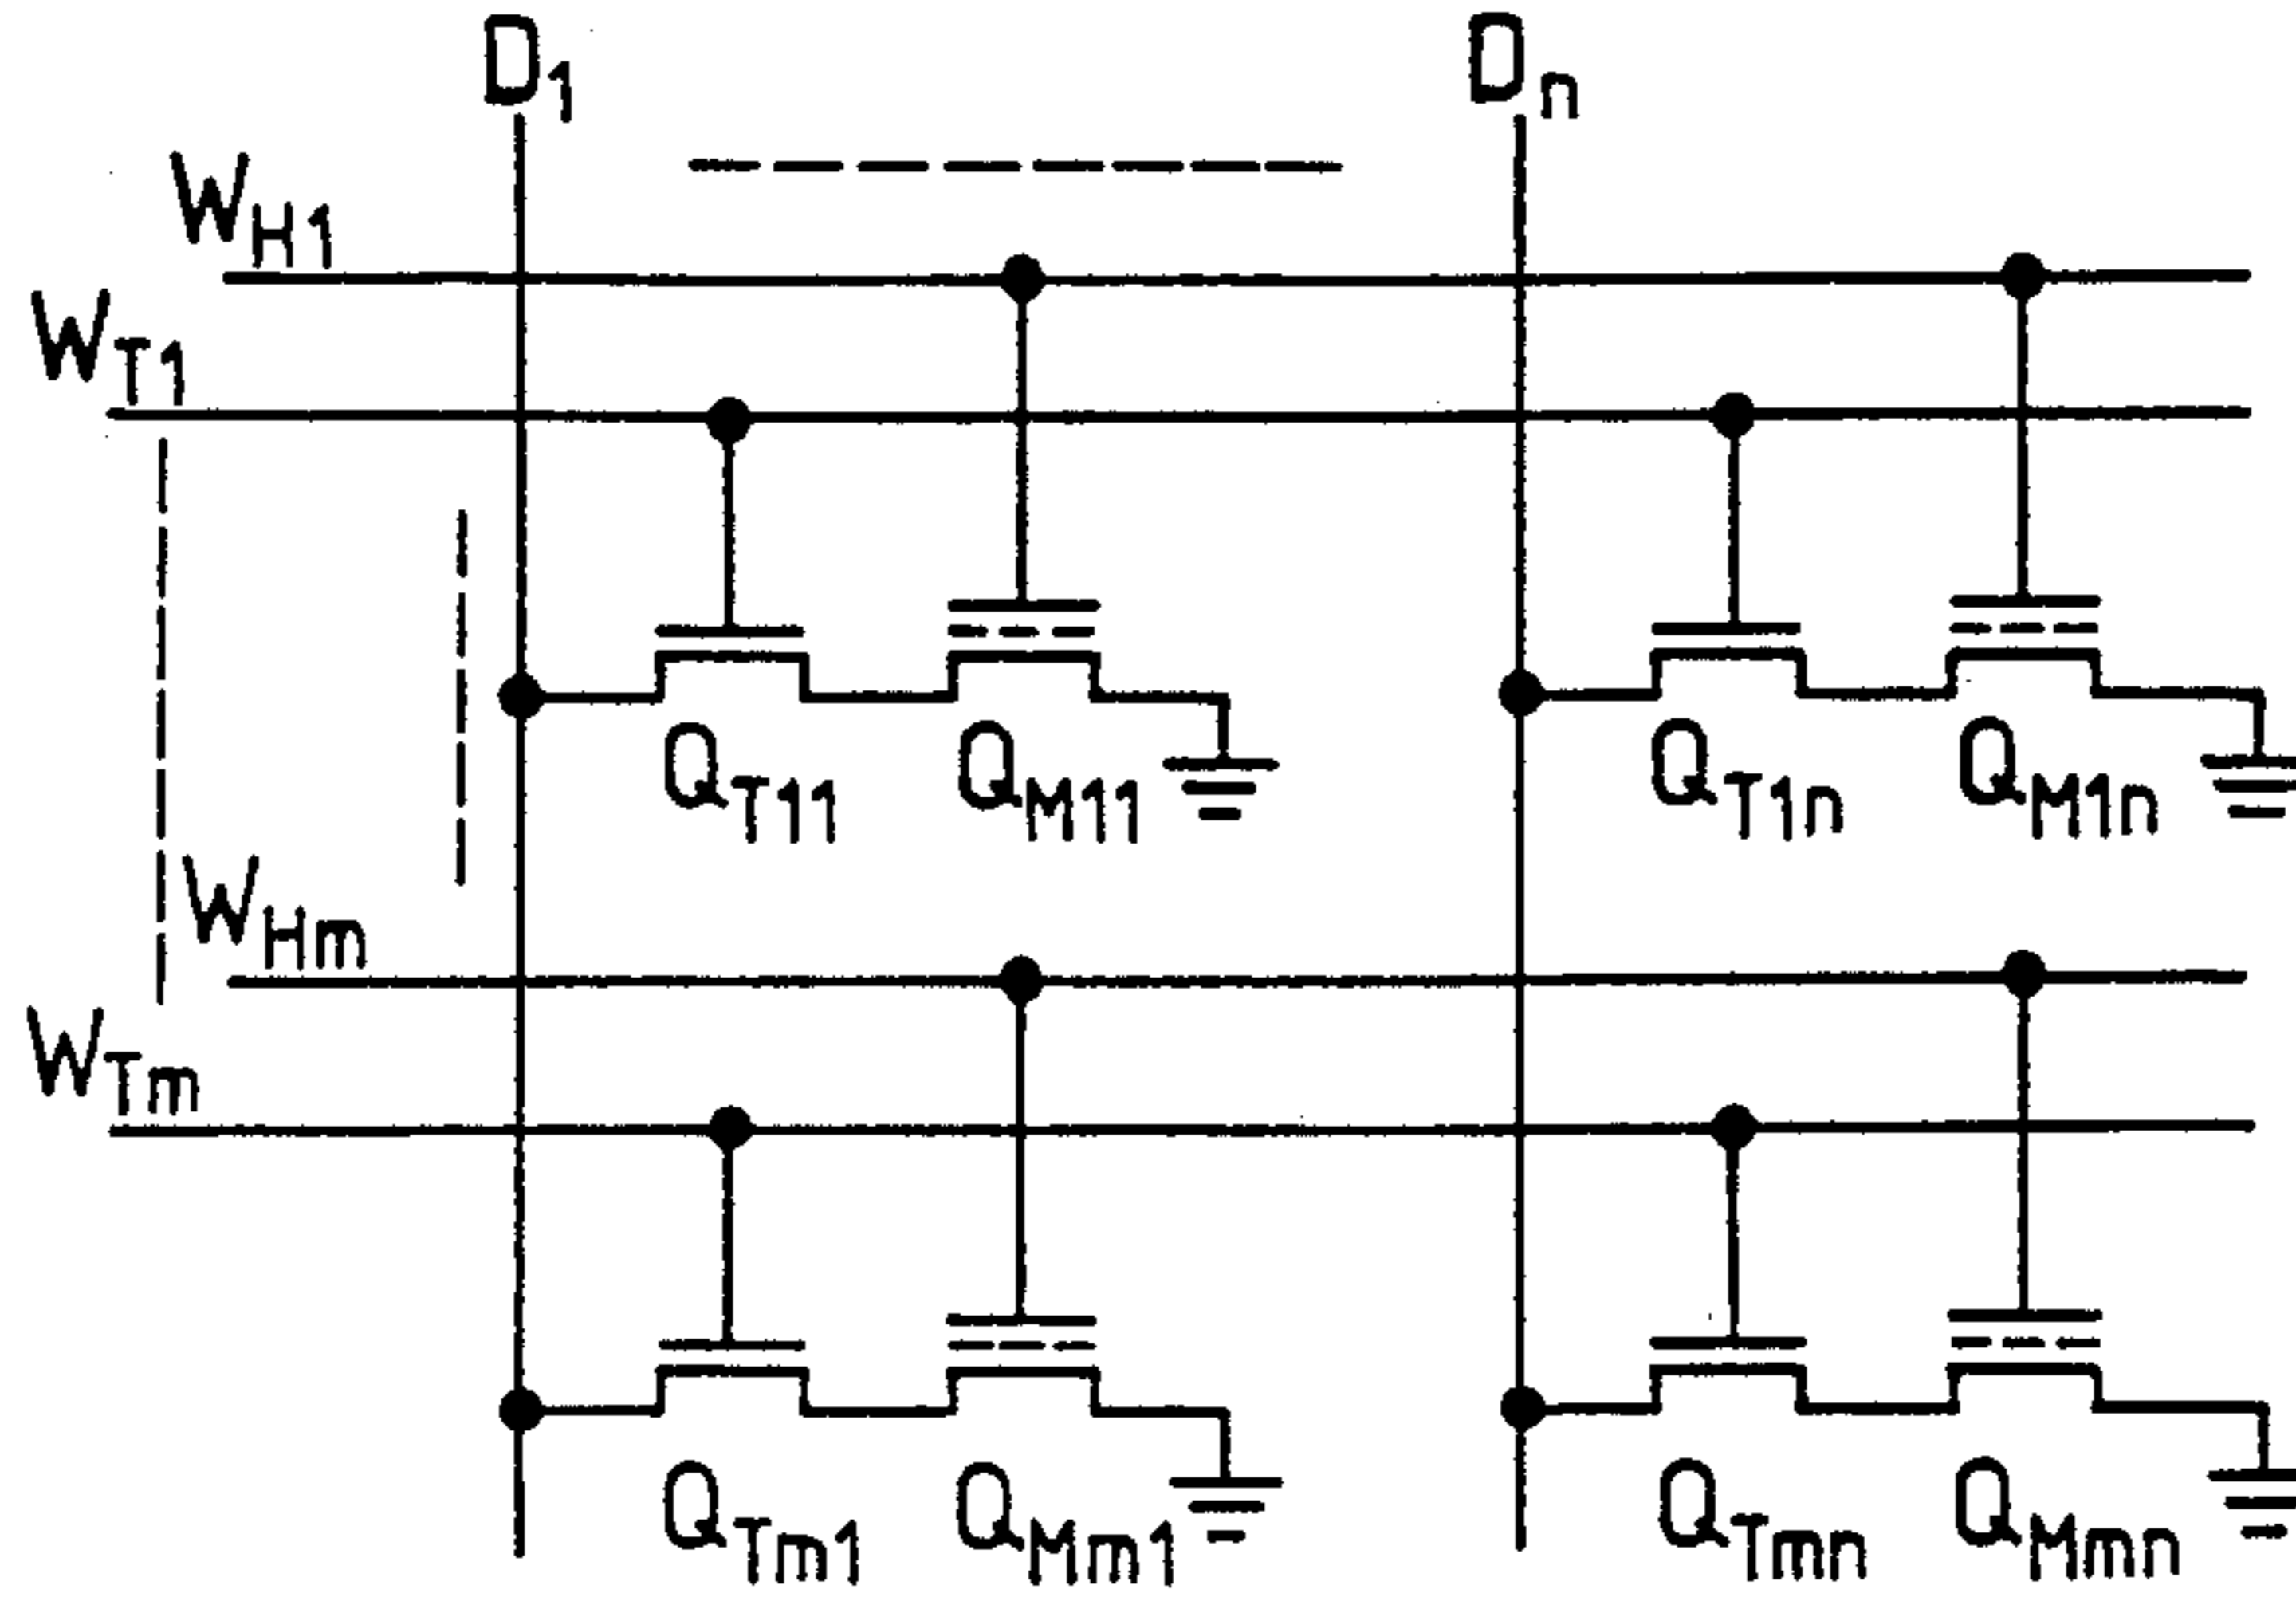 D1 Dn
WH1
WT1
QT11 QM11 QT1n QM1n
WHm
WTm
QTm1 QMm1 QTmn QMmn